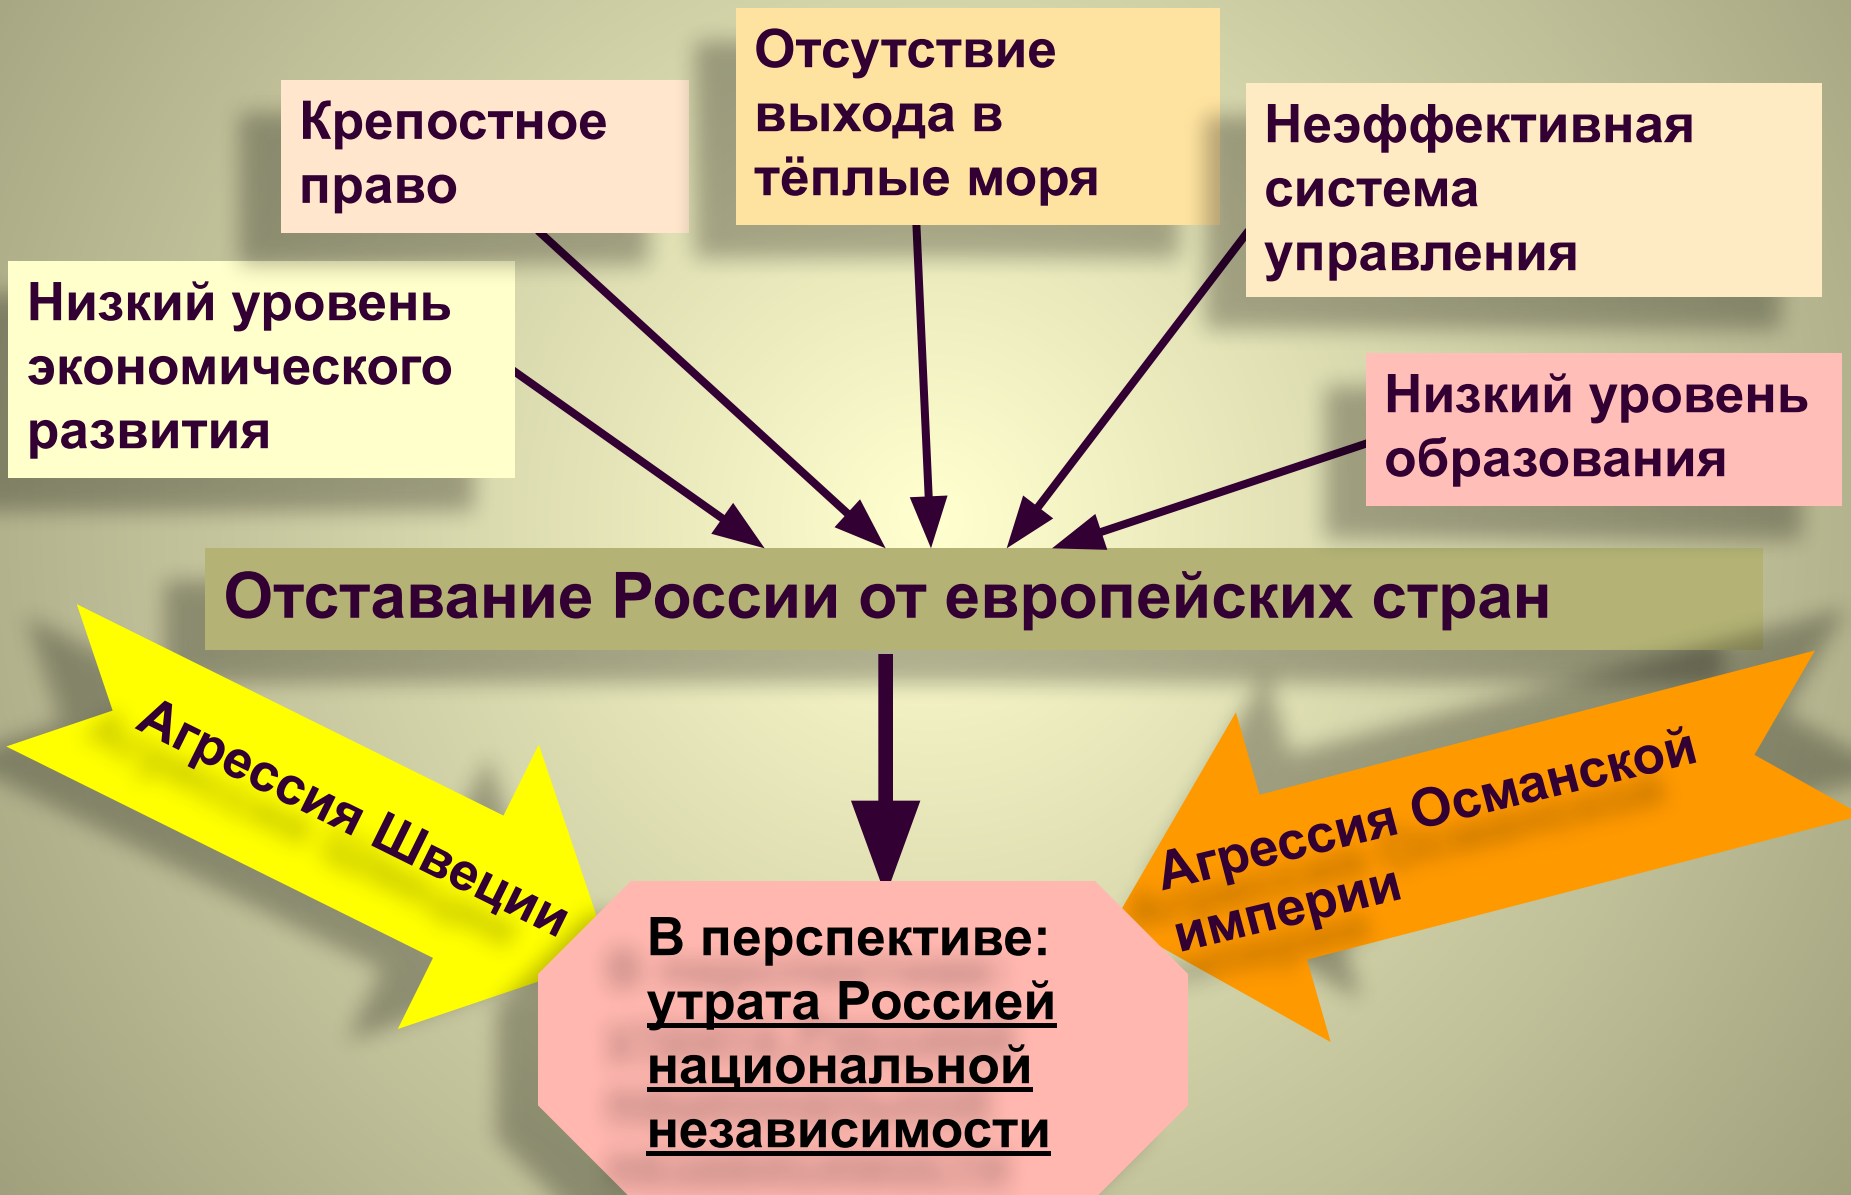 Отсутствие
выхода в
тёплые моря
Крепостное
право
Неэффективная
система
управления
Низкий уровень
экономического
развития
Низкий уровень
образования
Отставание России от европейских стран
Агрессия Швеции
Агрессия Османской
империи
В перспективе:
утрата Россией
национальной
независимости